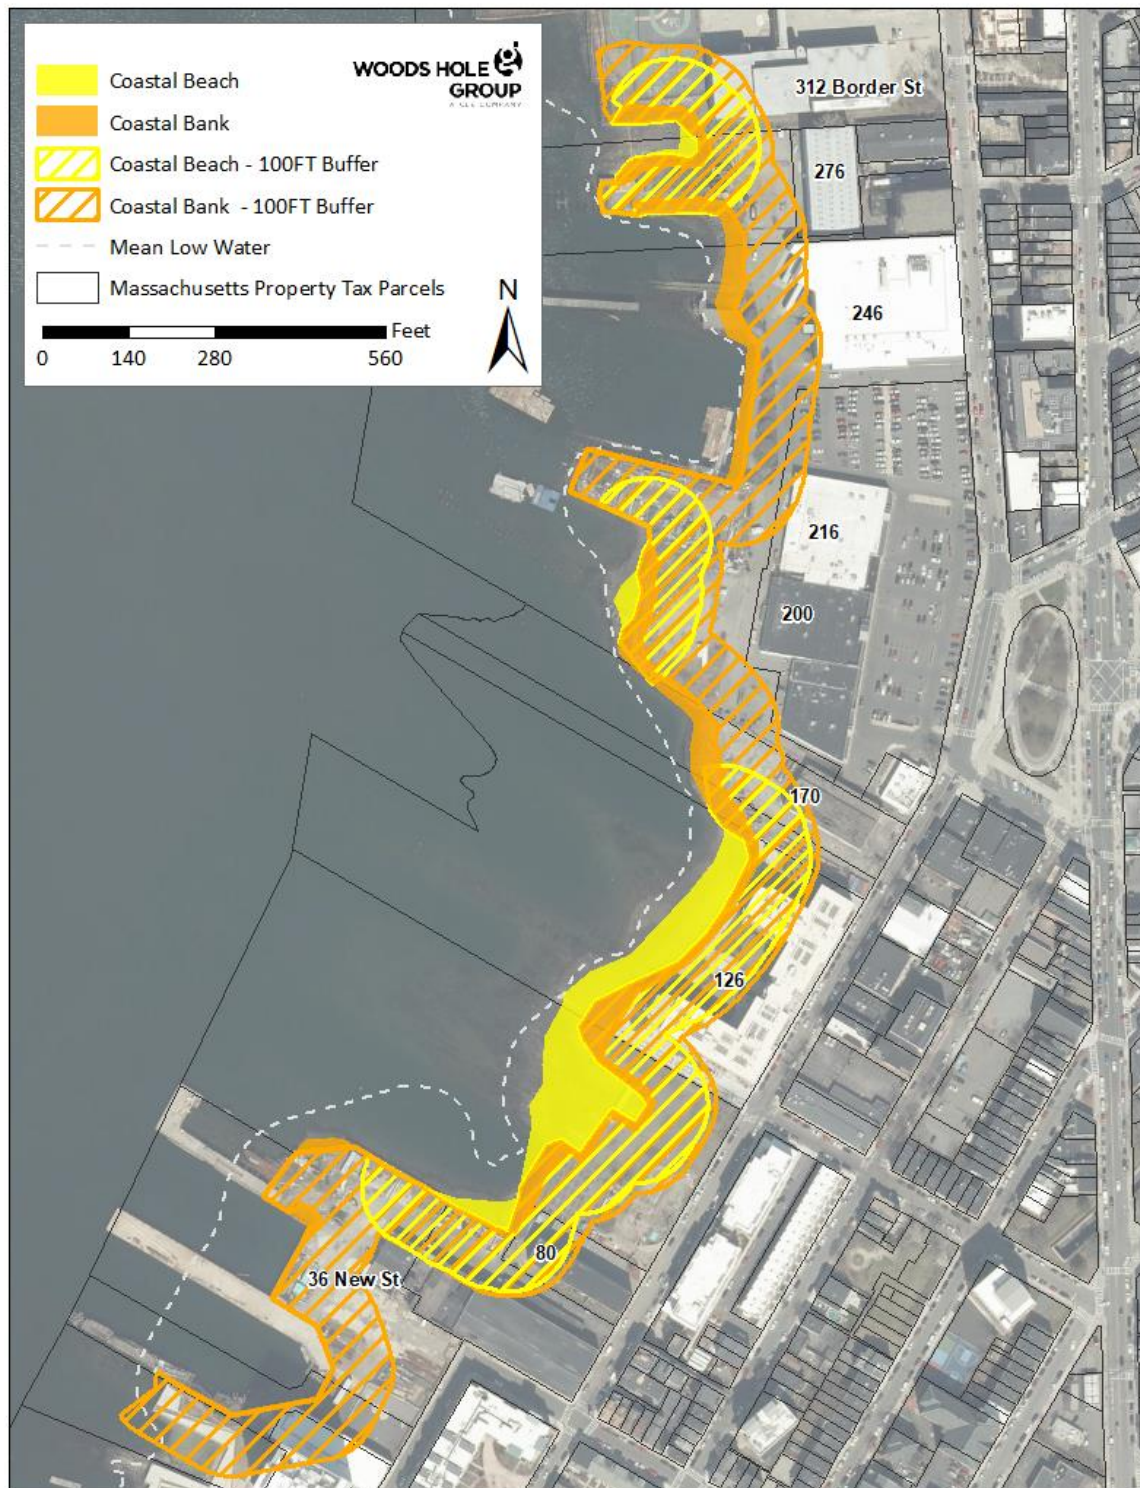 Coastal Beach
WOODS HOLE
GROUP
Coastal Bank
Coastal Beach - 100FT Buffer
Coastal Bank - 100FT Buffer
Mean Low Water
Massachusetts Property Tax Parcels
N
Feet
0 140 280 560
312 Border St
276
246
216
200
170
126
80
36 New St